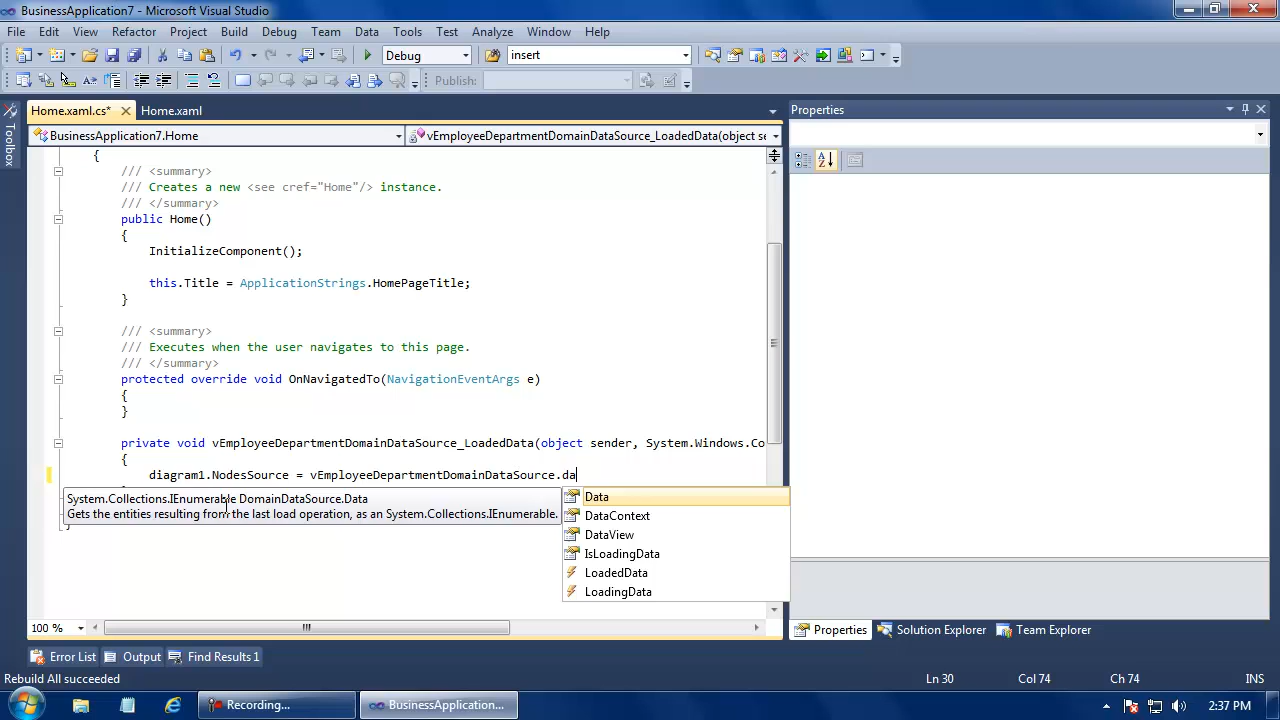 BusinessApplication7 - Microsoft Visual Studio
File Edit View Refactor Project Build Debug Team Data Tools Test Analyze Window Help
Debug insert
Publish:
Home.xaml.cs* Home.xaml
BusinessApplication7.Home vEmployeeDepartmentDomainDataSource_LoadedData(object se
{
/// <summary>
/// Creates a new <see cref="Home"/> instance.
/// </summary>
public Home()
{
InitializeComponent();
this.Title = ApplicationStrings.HomePageTitle;
}
/// <summary>
/// Executes when the user navigates to this page.
/// </summary>
protected override void OnNavigatedTo(NavigationEventArgs e)
{
}
private void vEmployeeDepartmentDomainDataSource_LoadedData(object sender, System.Windows.Co
{
diagram1.NodesSource = vEmployeeDepartmentDomainDataSource.da
System.Collections.IEnumerable DomainDataSource.Data
Gets the entities resulting from the last load operation, as an System.Collections.IEnumerable.
Data
DataContext
DataView
IsLoadingData
LoadedData
LoadingData
100 %
Properties
Properties Solution Explorer Team Explorer
Error List Output Find Results 1
Rebuild All succeeded Ln 30 Col 74 Ch 74 INS
Recording... BusinessApplication... 2:37 PM